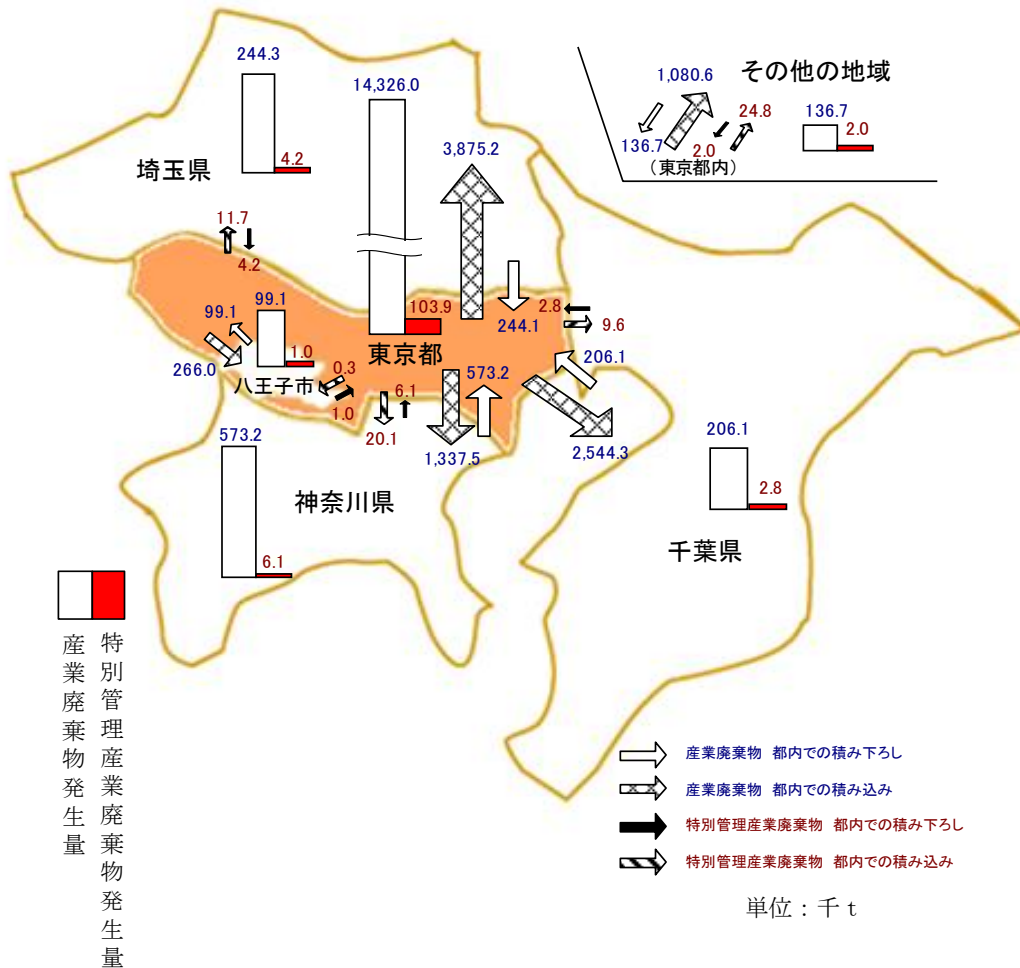 244.3
14,326.0
その他の地域
1,080.6
24.8
136.7
136.7
2.0
2.0
(東京都内)
3,875.2
埼玉県
4.2
11.7
4.2
99.1
99.1
103.9
2.8
244.1
9.6
東京都
266.0
1.0
八王子市
0.3
1.0
6.1
573.2
206.1
20.1
1,337.5
2,544.3
573.2
206.1
神奈川県
2.8
千葉県
6.1
産業廃棄物発生量
特別管理産業廃棄物発生量
産業廃棄物 都内での積み下ろし
産業廃棄物 都内での積み込み
特別管理産業廃棄物 都内での積み下ろし
特別管理産業廃棄物 都内での積み込み
単位：千ｔ